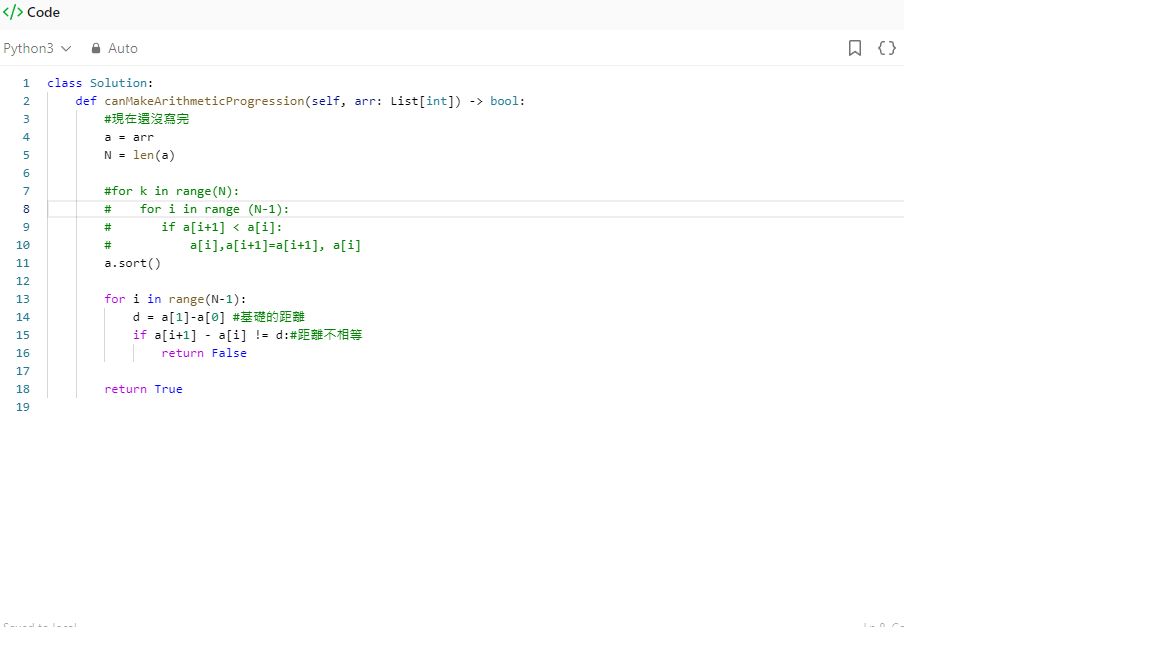 </> Code
Python3 Auto
1 class Solution:
2 def canMakeArithmeticProgression(self, arr: List[int]) -> bool:
3 #現在還沒寫完
4 a = arr
5 N = len(a)
6
7 #for k in range(N):
8 #    for i in range (N-1):
9 #       if a[i+1] < a[i]:
10 #           a[i],a[i+1]=a[i+1], a[i]
11 a.sort()
12
13 for i in range(N-1):
14 d = a[1]-a[0] #基礎的距離
15 if a[i+1] - a[i] != d:#距離不相等
16 return False
17
18 return True
19